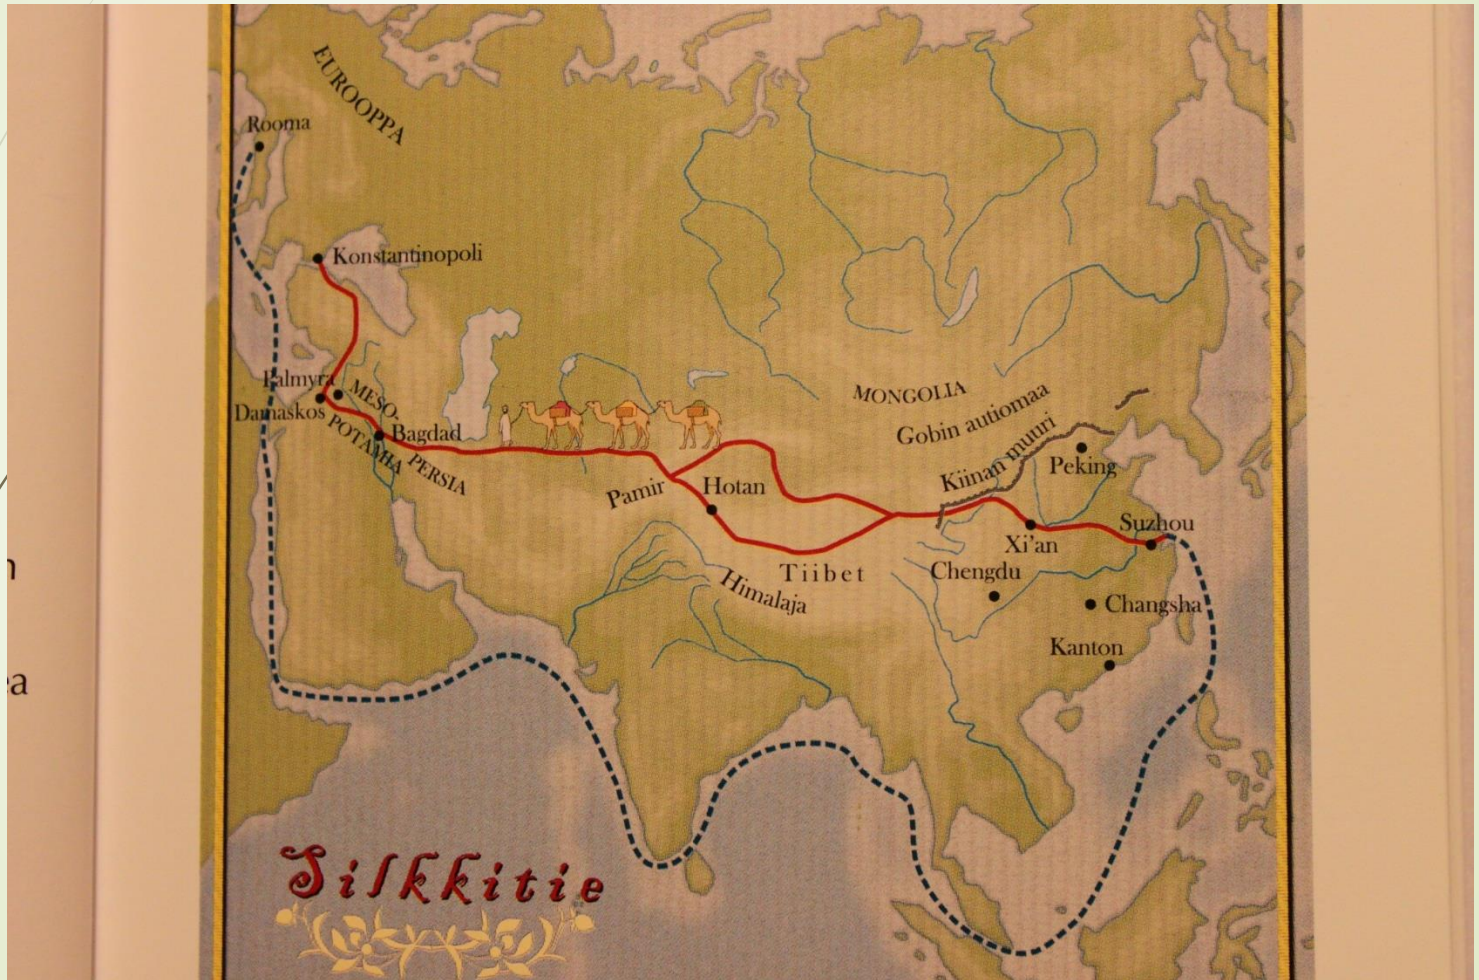 EUROOPPA
Rooma
Konstantinopoli
Palmyra
MESO-
Damaskos
POTAMIA
Bagdad
PERSIA
MONGOLIA
Gobin autiomaa
Kiinan muuri
Peking
Pamir
Hotan
Suzhou
Xi'an
Tiibet
Chengdu
Himalaja
Changsha
Kanton
Silkkitie